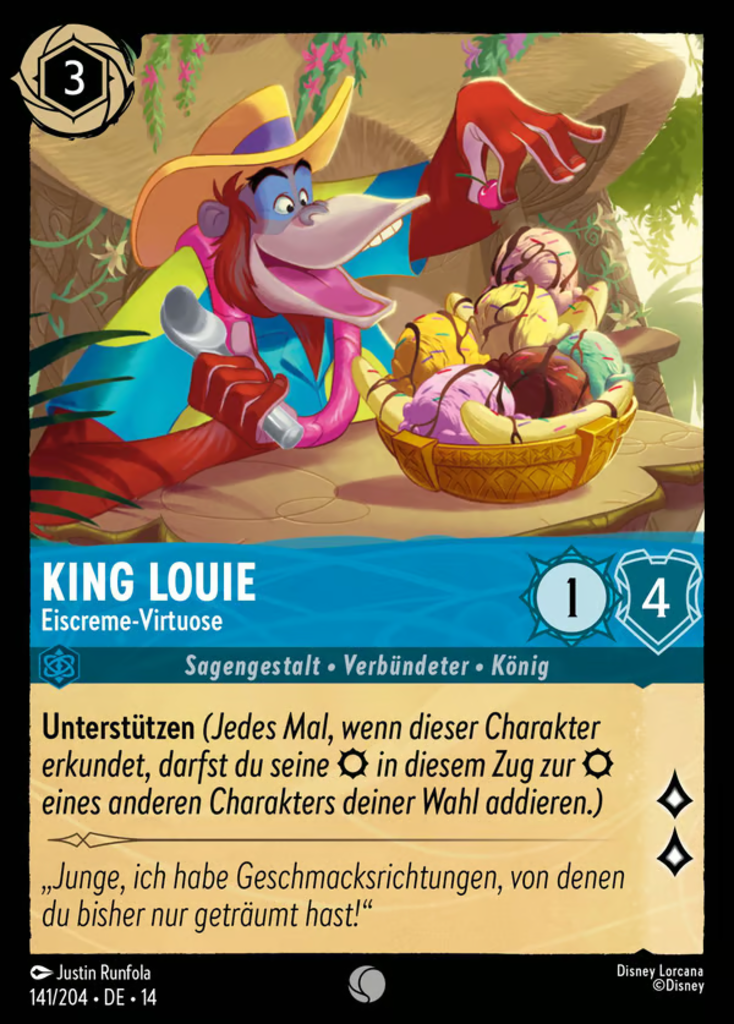 3
KING LOUIE
Eiscreme-Virtuose
1
4
Sagengestalt • Verbündeter • König
Unterstützen (Jedes Mal, wenn dieser Charakter
erkundet, darfst du seine in diesem Zug zur
eines anderen Charakters deiner Wahl addieren.)
„Junge, ich habe Geschmacksrichtungen, von denen
du bisher nur geträumt hast!“
Justin Runfola
141/204 • DE • 14
Disney Lorcana
©Disney